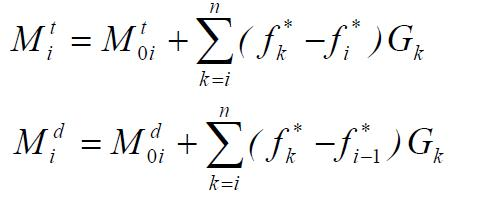 M_i^t = M_{0i}^t + \sum_{k=i}^{n} (f_k^* - f_i^*) G_k
M_i^d = M_{0i}^d + \sum_{k=i}^{n} (f_k^* - f_{i-1}^*) G_k